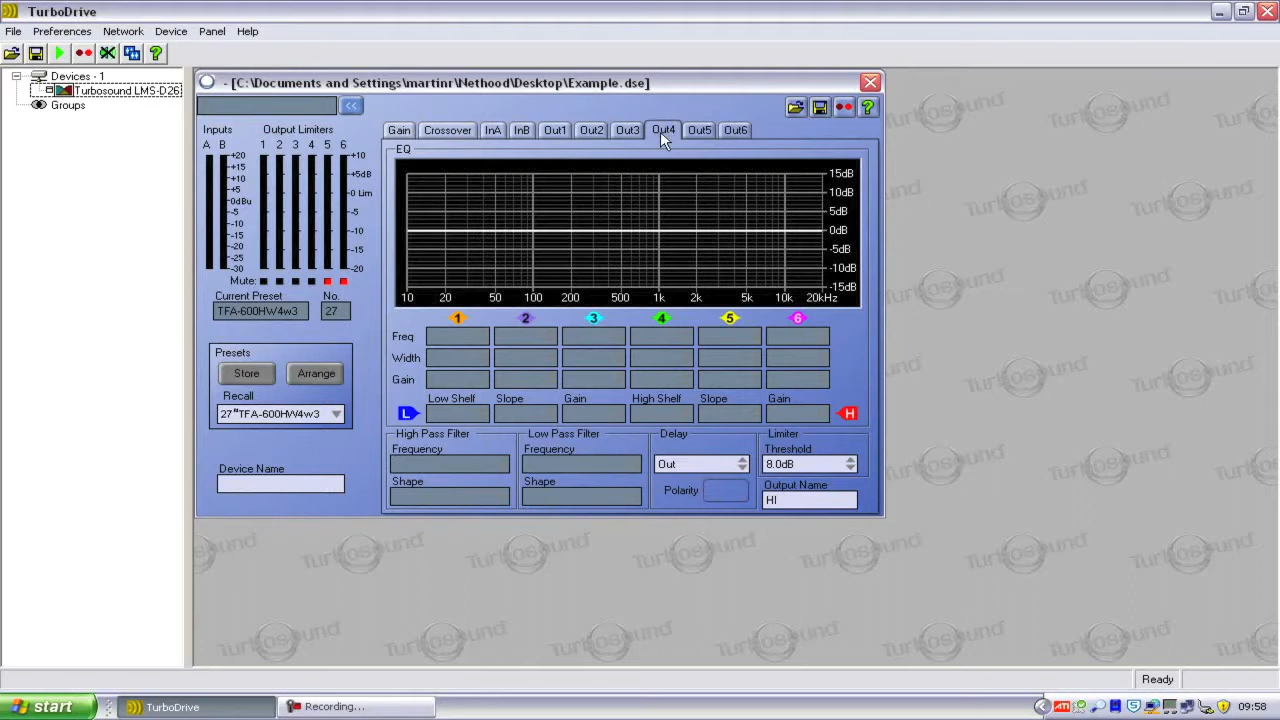 TurboDrive
File Preferences Network Device Panel Help
Devices - 1
Turbosound LMS-D26
Groups
- [C:\Documents and Settings\martinr\Nethood\Desktop\Example.dse]
<<
Inputs Output Limiters
A B 1 2 3 4 5 6
+20 +10
+15 +5dB
+10 0 Lim
+5 -5
0dBu -10
-5 -15
-10 -20
-15
-20
-25
-30
Mute:
Current Preset No.
TFA-600HW4w3 27
Presets
Store Arrange
Recall
27"TFA-600HW4w3
Device Name
Gain Crossover InA InB Out1 Out2 Out3 Out4 Out5 Out6
EQ
15dB
10dB
5dB
0dB
-5dB
-10dB
-15dB
10 20 50 100 200 500 1k 2k 5k 10k 20kHz
1 2 3 4 5 6
Freq
Width
Gain
Low Shelf Slope Gain High Shelf Slope Gain
L H
High Pass Filter Low Pass Filter Delay Limiter
Frequency Frequency Threshold
Out 8.0dB
Shape Shape Polarity Output Name
HI
Turbosound
Turbosound
Turbosound
Turbosound
Ready
start TurboDrive Recording... ATI 09:58